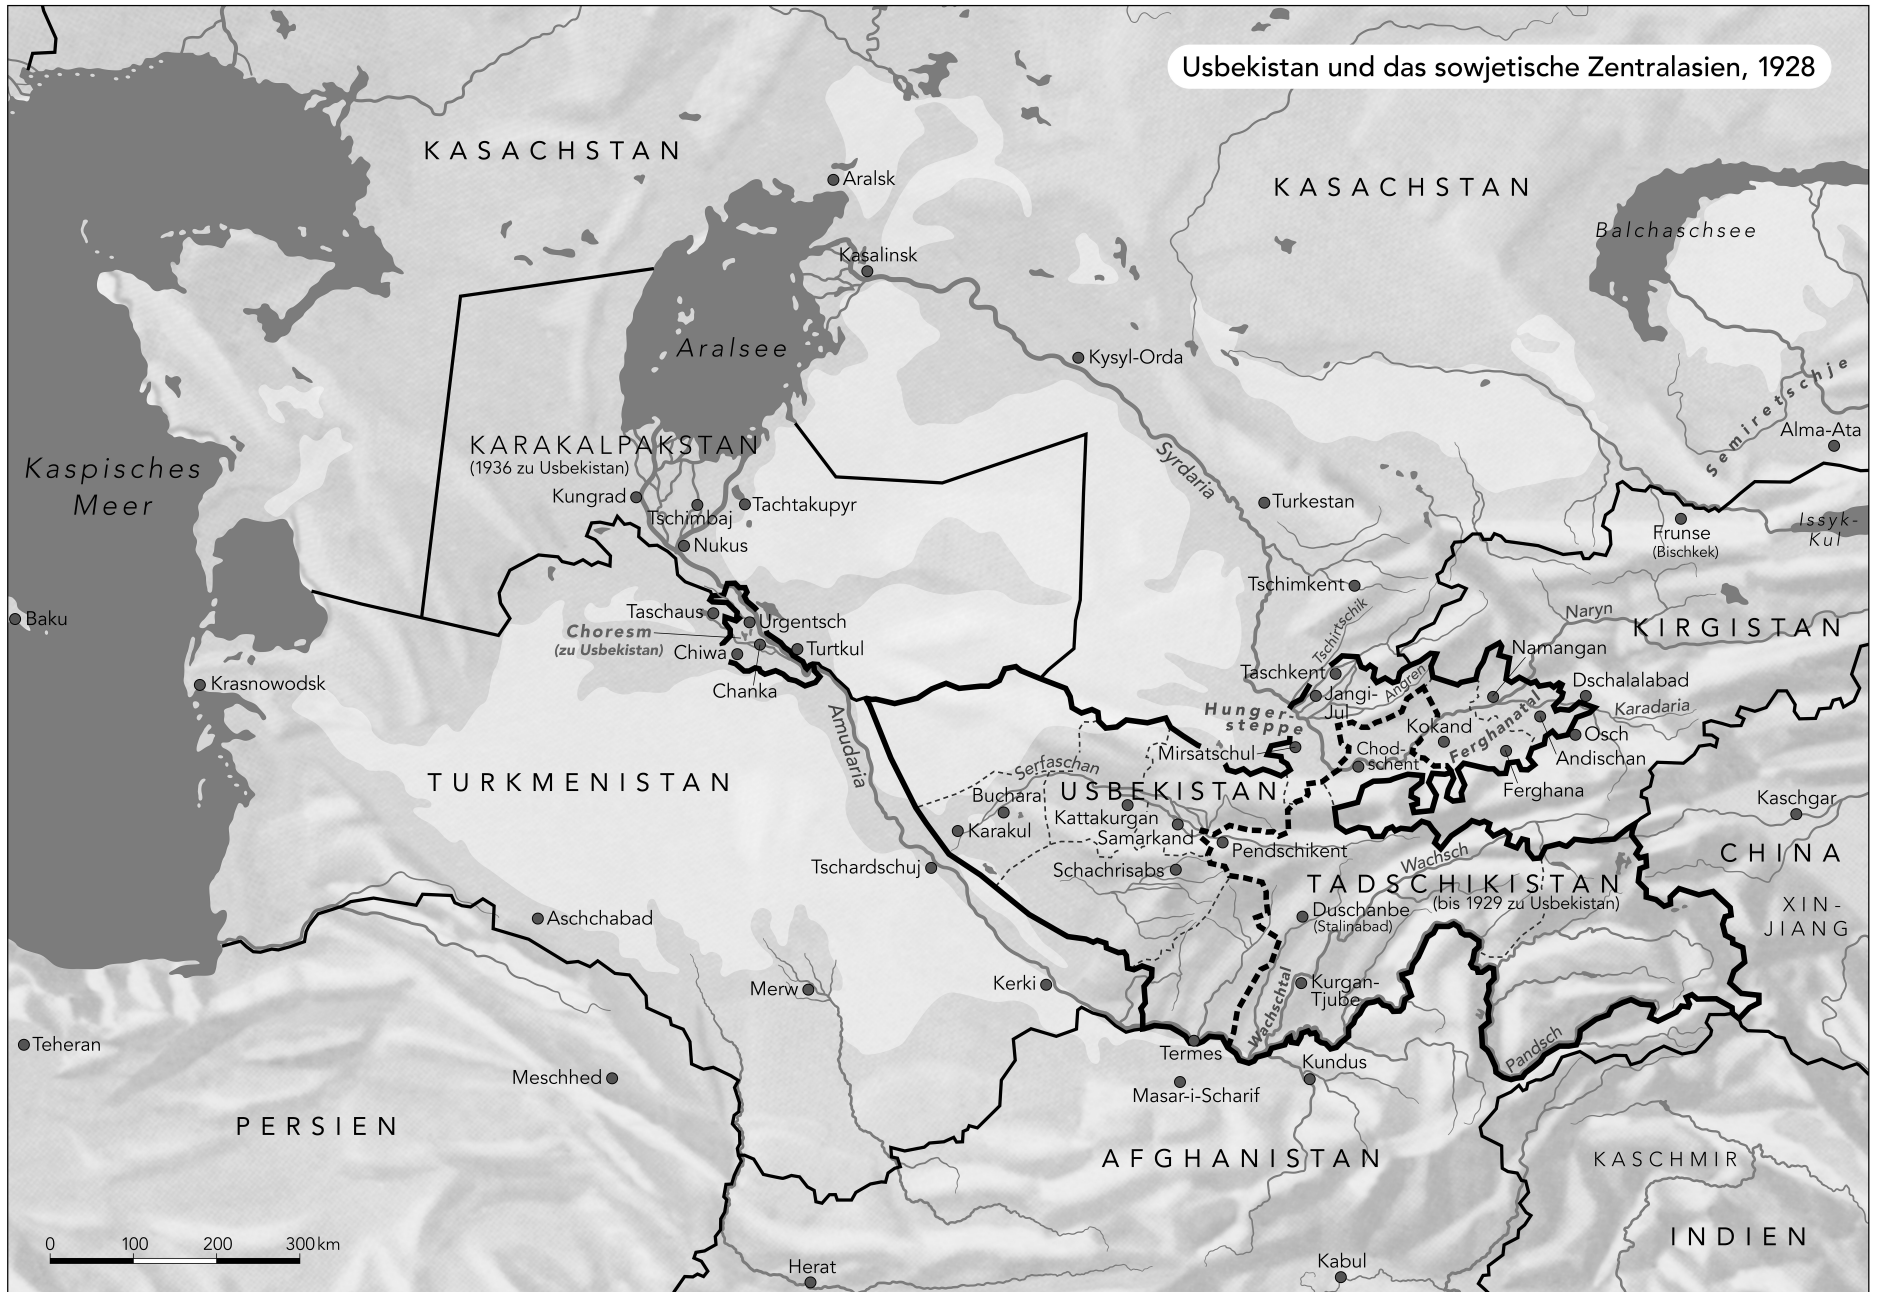 Usbekistan und das sowjetische Zentralasien, 1928
KASACHSTAN
Aralsk
KASACHSTAN
Balchaschsee
Kasalinsk
Aralsee
Kysyl-Orda
Semiretschje
Alma-Ata
KARAKALPAKSTAN
(1936 zu Usbekistan)
Kaspisches
Meer
Kungrad
Tschimbaj
Tachtakupyr
Nukus
Syrdaria
Turkestan
Frunse
(Bischkek)
Issyk-
Kul
Baku
Taschaus
Urgentsch
Choresm
(zu Usbekistan)
Chiwa
Turtkul
Chanka
Tschimkent
Tschirtschik
Naryn
KIRGISTAN
Krasnowodsk
Amudaria
Taschkent
Jangi-
Jul
Angren
Namangan
Dschalalabad
Karadaria
Hunger-
steppe
Mirsatschul
Chod-
schent
Kokand
Ferghanatal
Osch
Andischan
Ferghana
TURKMENISTAN
Serfaschan
USBEKISTAN
Buchara
Karakul
Kattakurgan
Samarkand
Pendschikent
Schachrisabs
Kaschgar
CHINA
XIN-
JIANG
Tschardschuj
Wachsch
TADSCHIKISTAN
(bis 1929 zu Usbekistan)
Duschanbe
(Stalinabad)
Aschchabad
Merw
Kerki
Kurgan-
Tjube
Wachschtal
Pandsch
Termes
Kundus
Masar-i-Scharif
Teheran
Meschhed
PERSIEN
AFGHANISTAN
KASCHMIR
INDIEN
0 100 200 300 km
Herat
Kabul